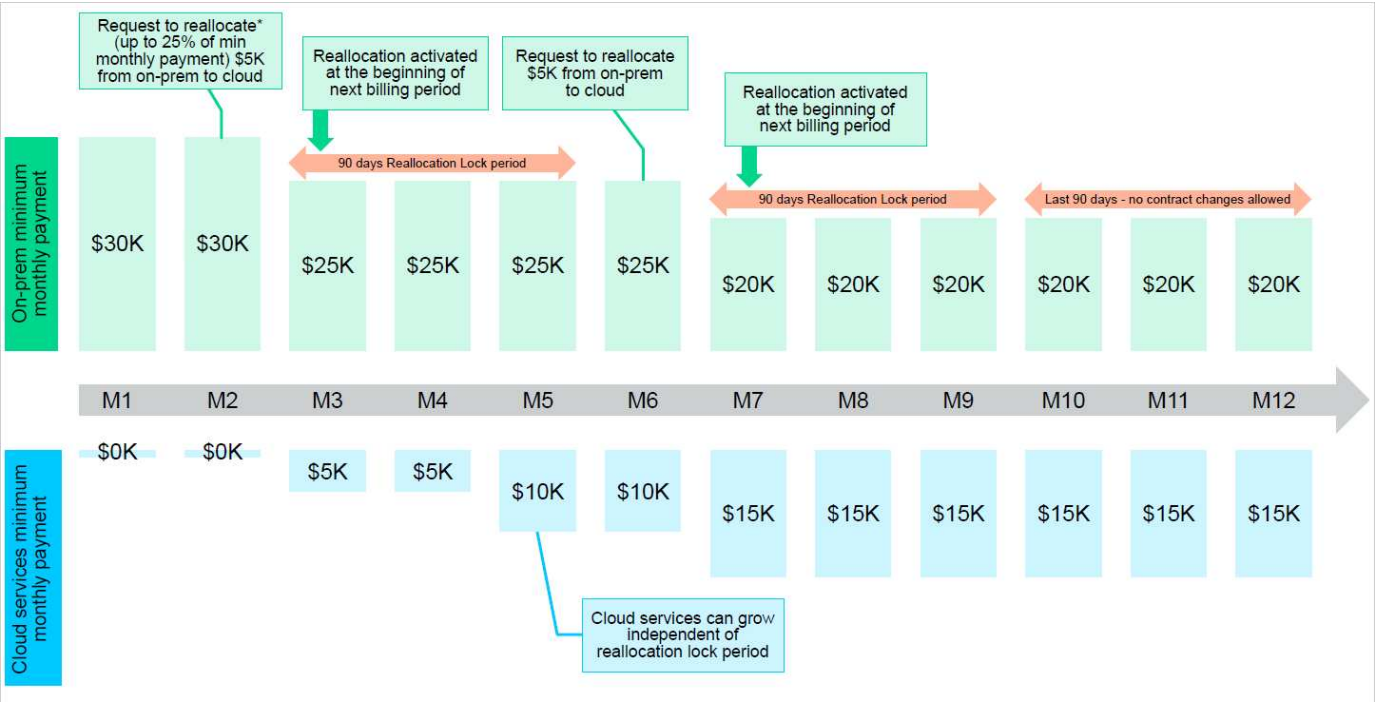 Request to reallocate*
(up to 25% of min
monthly payment) $5K
from on-prem to cloud
Reallocation activated
at the beginning of
next billing period
Request to reallocate
$5K from on-prem
to cloud
Reallocation activated
at the beginning of
next billing period
On-prem minimum
monthly payment
90 days Reallocation Lock period
90 days Reallocation Lock period
Last 90 days - no contract changes allowed
$30K
$30K
$25K
$25K
$25K
$25K
$20K
$20K
$20K
$20K
$20K
$20K
M1
M2
M3
M4
M5
M6
M7
M8
M9
M10
M11
M12
Cloud services minimum
monthly payment
$0K
$0K
$5K
$5K
$10K
$10K
$15K
$15K
$15K
$15K
$15K
$15K
Cloud services can grow
independent of
reallocation lock period